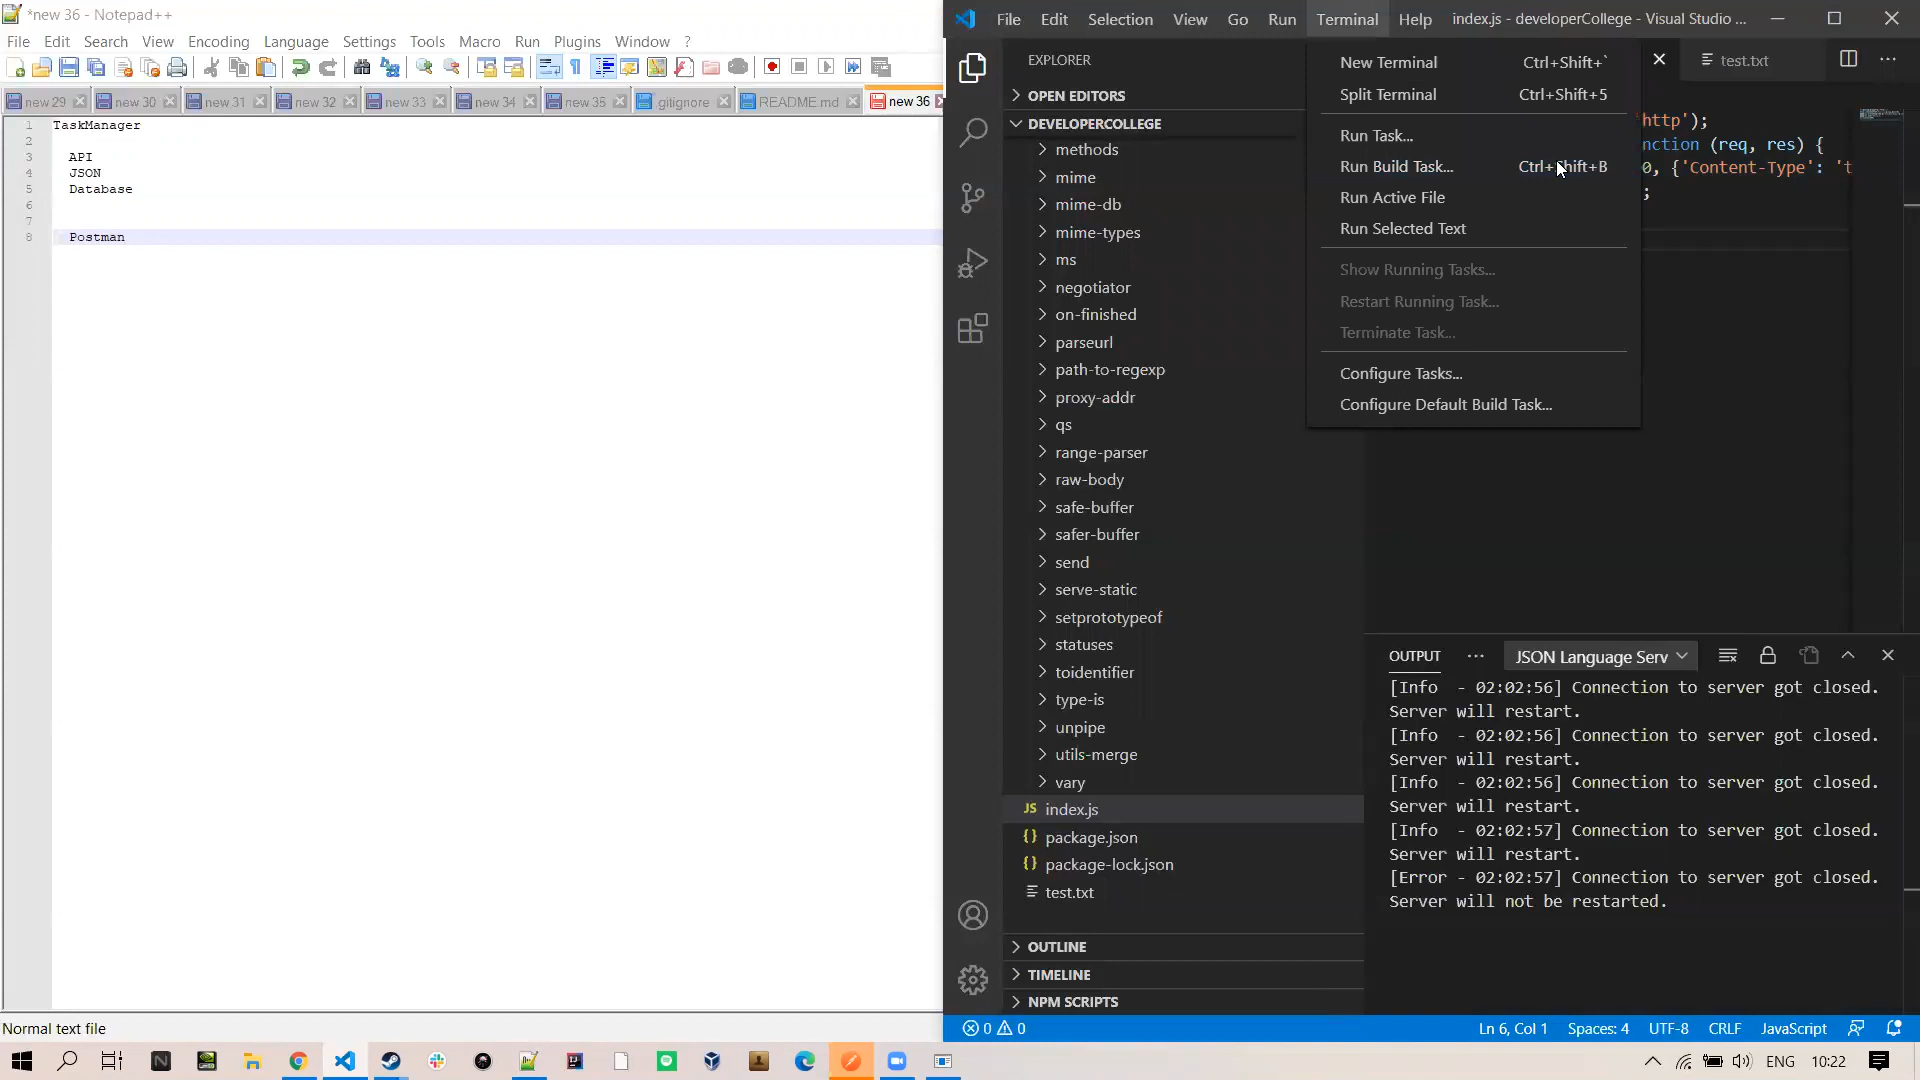 *new 36 - Notepad++
File Edit Search View Encoding Language Settings Tools Macro Run Plugins Window ?
new 29 new 30 new 31 new 32 new 33 new 34 new 35 gitignore README.md new 36
1 TaskManager
2
3 API
4 JSON
5 Database
6
7
8 Postman
Normal text file
File Edit Selection View Go Run Terminal Help index.js - developerCollege - Visual Studio ...
EXPLORER
OPEN EDITORS
DEVELOPERCOLLEGE
methods
mime
mime-db
mime-types
ms
negotiator
on-finished
parseurl
path-to-regexp
proxy-addr
qs
range-parser
raw-body
safe-buffer
safer-buffer
send
serve-static
setprototypeof
statuses
toidentifier
type-is
unpipe
utils-merge
vary
JS index.js
{} package.json
{} package-lock.json
test.txt
OUTLINE
TIMELINE
NPM SCRIPTS
New Terminal Ctrl+Shift+`
Split Terminal Ctrl+Shift+5
Run Task...
Run Build Task... Ctrl+Shift+B
Run Active File
Run Selected Text
Show Running Tasks...
Restart Running Task...
Terminate Task...
Configure Tasks...
Configure Default Build Task...
test.txt
http');
nction (req, res) {
0, {'Content-Type': 't
;
OUTPUT ... JSON Language Serv
[Info - 02:02:56] Connection to server got closed.
Server will restart.
[Info - 02:02:56] Connection to server got closed.
Server will restart.
[Info - 02:02:56] Connection to server got closed.
Server will restart.
[Info - 02:02:57] Connection to server got closed.
Server will restart.
[Error - 02:02:57] Connection to server got closed.
Server will not be restarted.
0 0 Ln 6, Col 1 Spaces: 4 UTF-8 CRLF JavaScript
ENG 10:22